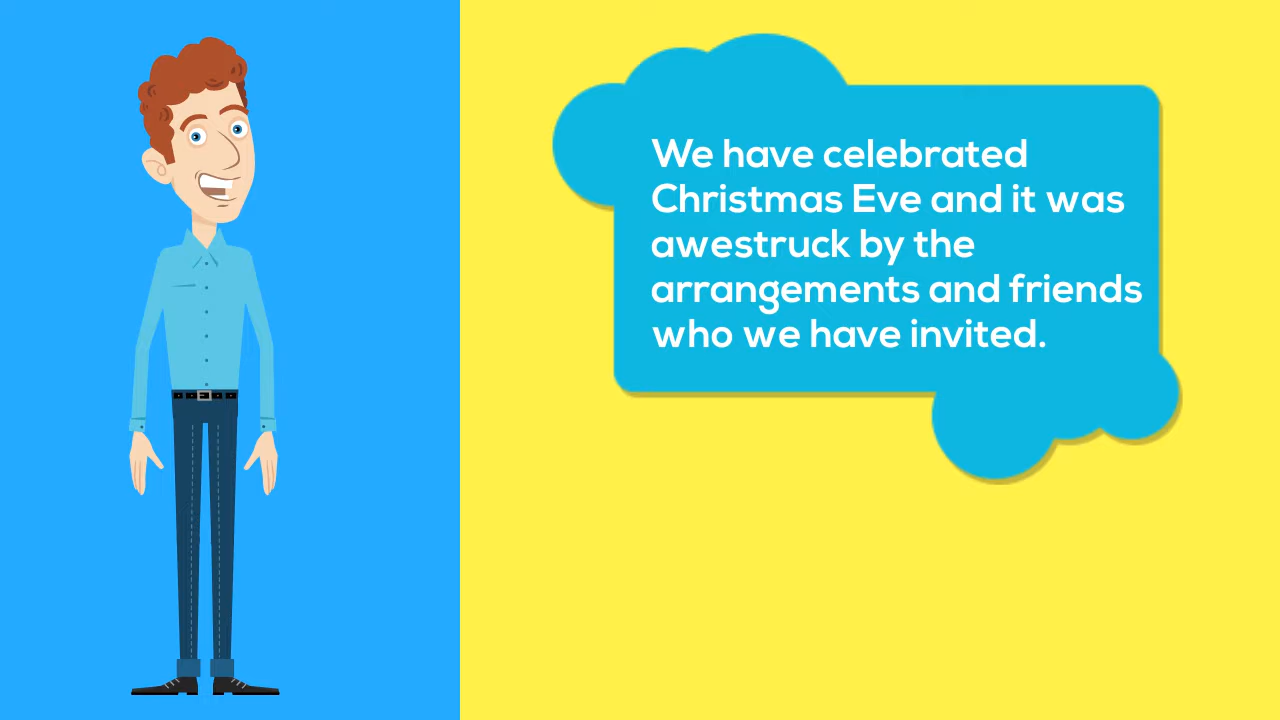 We have celebrated
Christmas Eve and it was
awestruck by the
arrangements and friends
who we have invited.